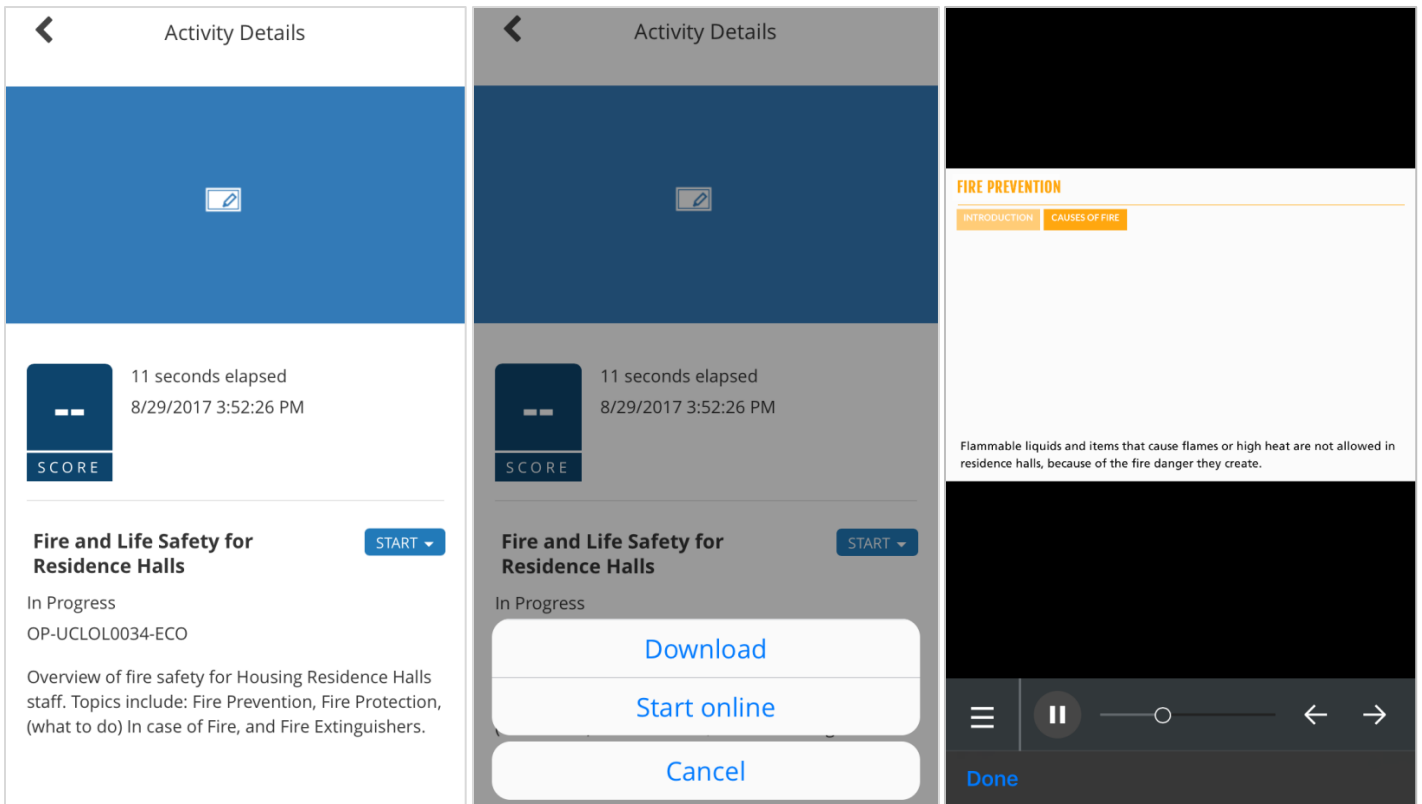 Activity Details
--
SCORE
11 seconds elapsed
8/29/2017 3:52:26 PM
Fire and Life Safety for
Residence Halls
START
In Progress
OP-UCLOL0034-ECO
Overview of fire safety for Housing Residence Halls
staff. Topics include: Fire Prevention, Fire Protection,
(what to do) In case of Fire, and Fire Extinguishers.
Activity Details
--
SCORE
11 seconds elapsed
8/29/2017 3:52:26 PM
Fire and Life Safety for
Residence Halls
START
In Progress
Download
Start online
Cancel
FIRE PREVENTION
INTRODUCTION
CAUSES OF FIRE
Flammable liquids and items that cause flames or high heat are not allowed in
residence halls, because of the fire danger they create.
Done